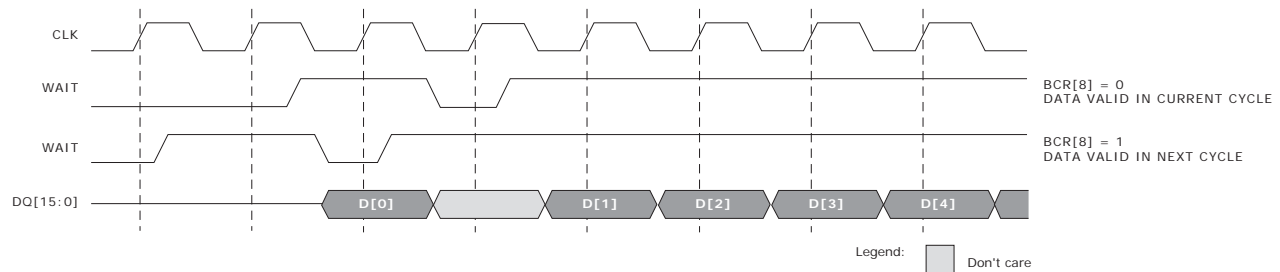 CLK
WAIT
BCR[8] = 0
DATA VALID IN CURRENT CYCLE
WAIT
BCR[8] = 1
DATA VALID IN NEXT CYCLE
DQ[15:0] D[0] D[1] D[2] D[3] D[4]
Legend: Don't care